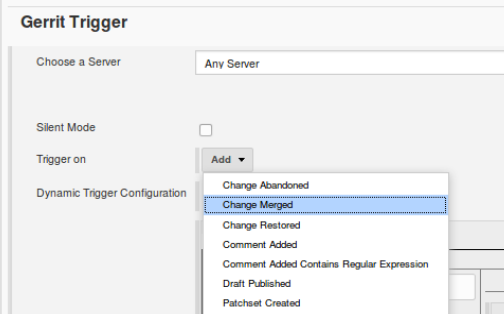 Gerrit Trigger
Choose a Server
Any Server
Silent Mode
Trigger on
Add
Dynamic Trigger Configuration
Change Abandoned
Change Merged
Change Restored
Comment Added
Comment Added Contains Regular Expression
Draft Published
Patchset Created